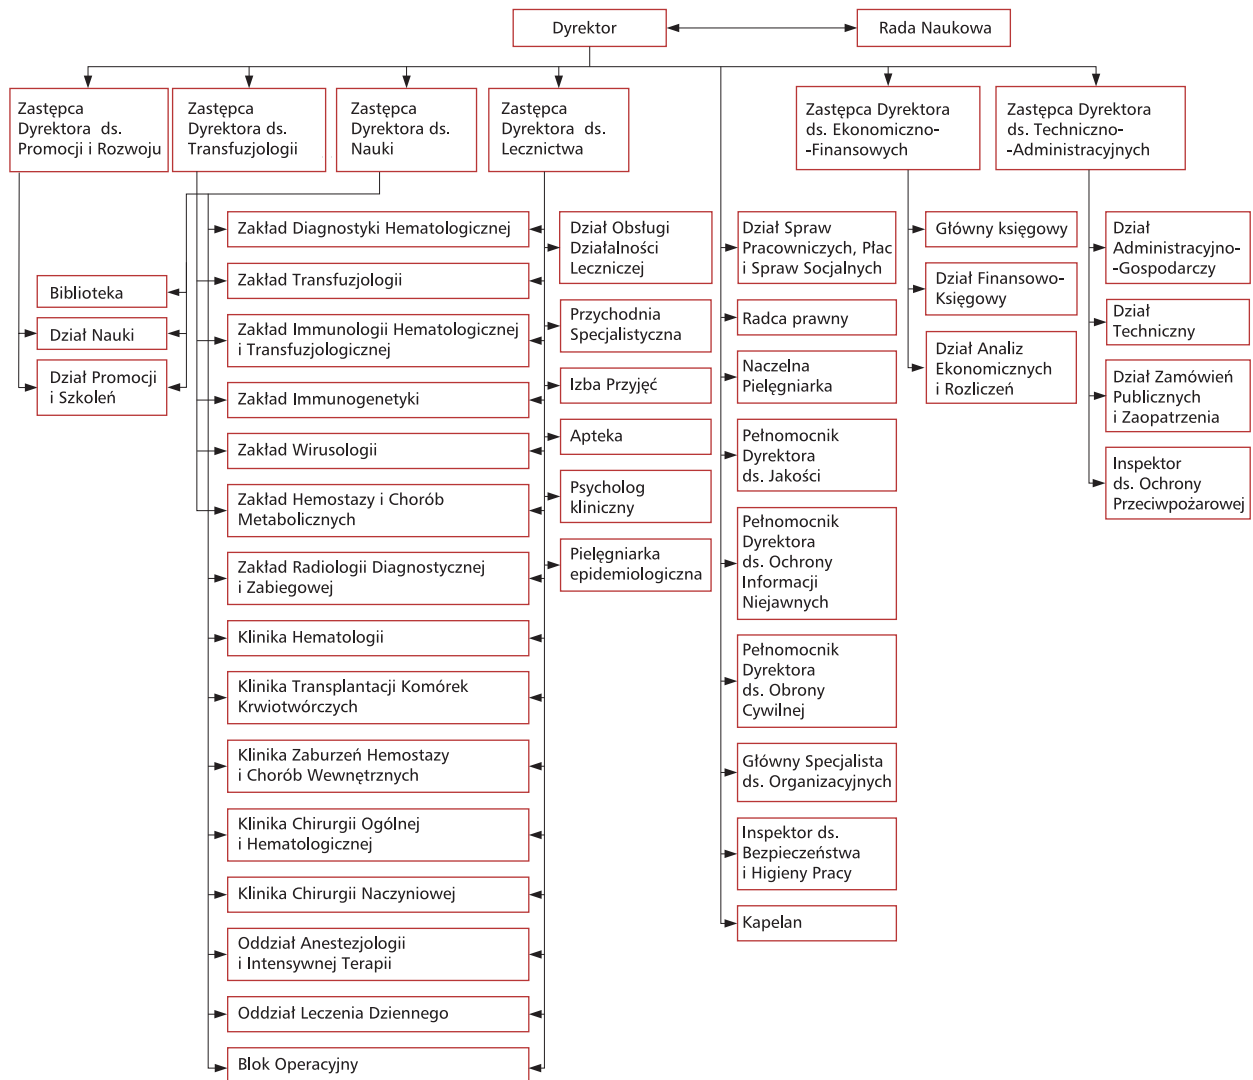 Dyrektor
Rada Naukowa
Zastępca
Dyrektora ds.
Promocji i Rozwoju
Zastępca
Dyrektora ds.
Transfuzjologii
Zastępca
Dyrektora ds.
Nauki
Zastępca
Dyrektora ds.
Lecznictwa
Zastępca Dyrektora
ds. Ekonomiczno-
-Finansowych
Zastępca Dyrektora
ds. Techniczno-
-Administracyjnych
Biblioteka
Dział Nauki
Dział Promocji
i Szkoleń
Zakład Diagnostyki Hematologicznej
Zakład Transfuzjologii
Zakład Immunologii Hematologicznej
i Transfuzjologicznej
Zakład Immunogenetyki
Zakład Wirusologii
Zakład Hemostazy i Chorób
Metabolicznych
Zakład Radiologii Diagnostycznej
i Zabiegowej
Klinika Hematologii
Klinika Transplantacji Komórek
Krwiotwórczych
Klinika Zaburzeń Hemostazy
i Chorób Wewnętrznych
Klinika Chirurgii Ogólnej
i Hematologicznej
Klinika Chirurgii Naczyniowej
Oddział Anestezjologii
i Intensywnej Terapii
Oddział Leczenia Dziennego
Blok Operacyjny
Dział Obsługi
Działalności
Leczniczej
Przychodnia
Specjalistyczna
Izba Przyjęć
Apteka
Psycholog
kliniczny
Pielęgniarka
epidemiologiczna
Dział Spraw
Pracowniczych, Płac
i Spraw Socjalnych
Radca prawny
Naczelna
Pielęgniarka
Pełnomocnik
Dyrektora
ds. Jakości
Pełnomocnik
Dyrektora
ds. Ochrony
Informacji
Niejawnych
Pełnomocnik
Dyrektora
ds. Obrony
Cywilnej
Główny Specjalista
ds. Organizacyjnych
Inspektor ds.
Bezpieczeństwa
i Higieny Pracy
Kapelan
Główny księgowy
Dział Finansowo-
Księgowy
Dział Analiz
Ekonomicznych
i Rozliczeń
Dział
Administracyjno-
-Gospodarczy
Dział
Techniczny
Dział Zamówień
Publicznych
i Zaopatrzenia
Inspektor
ds. Ochrony
Przeciwpożarowej